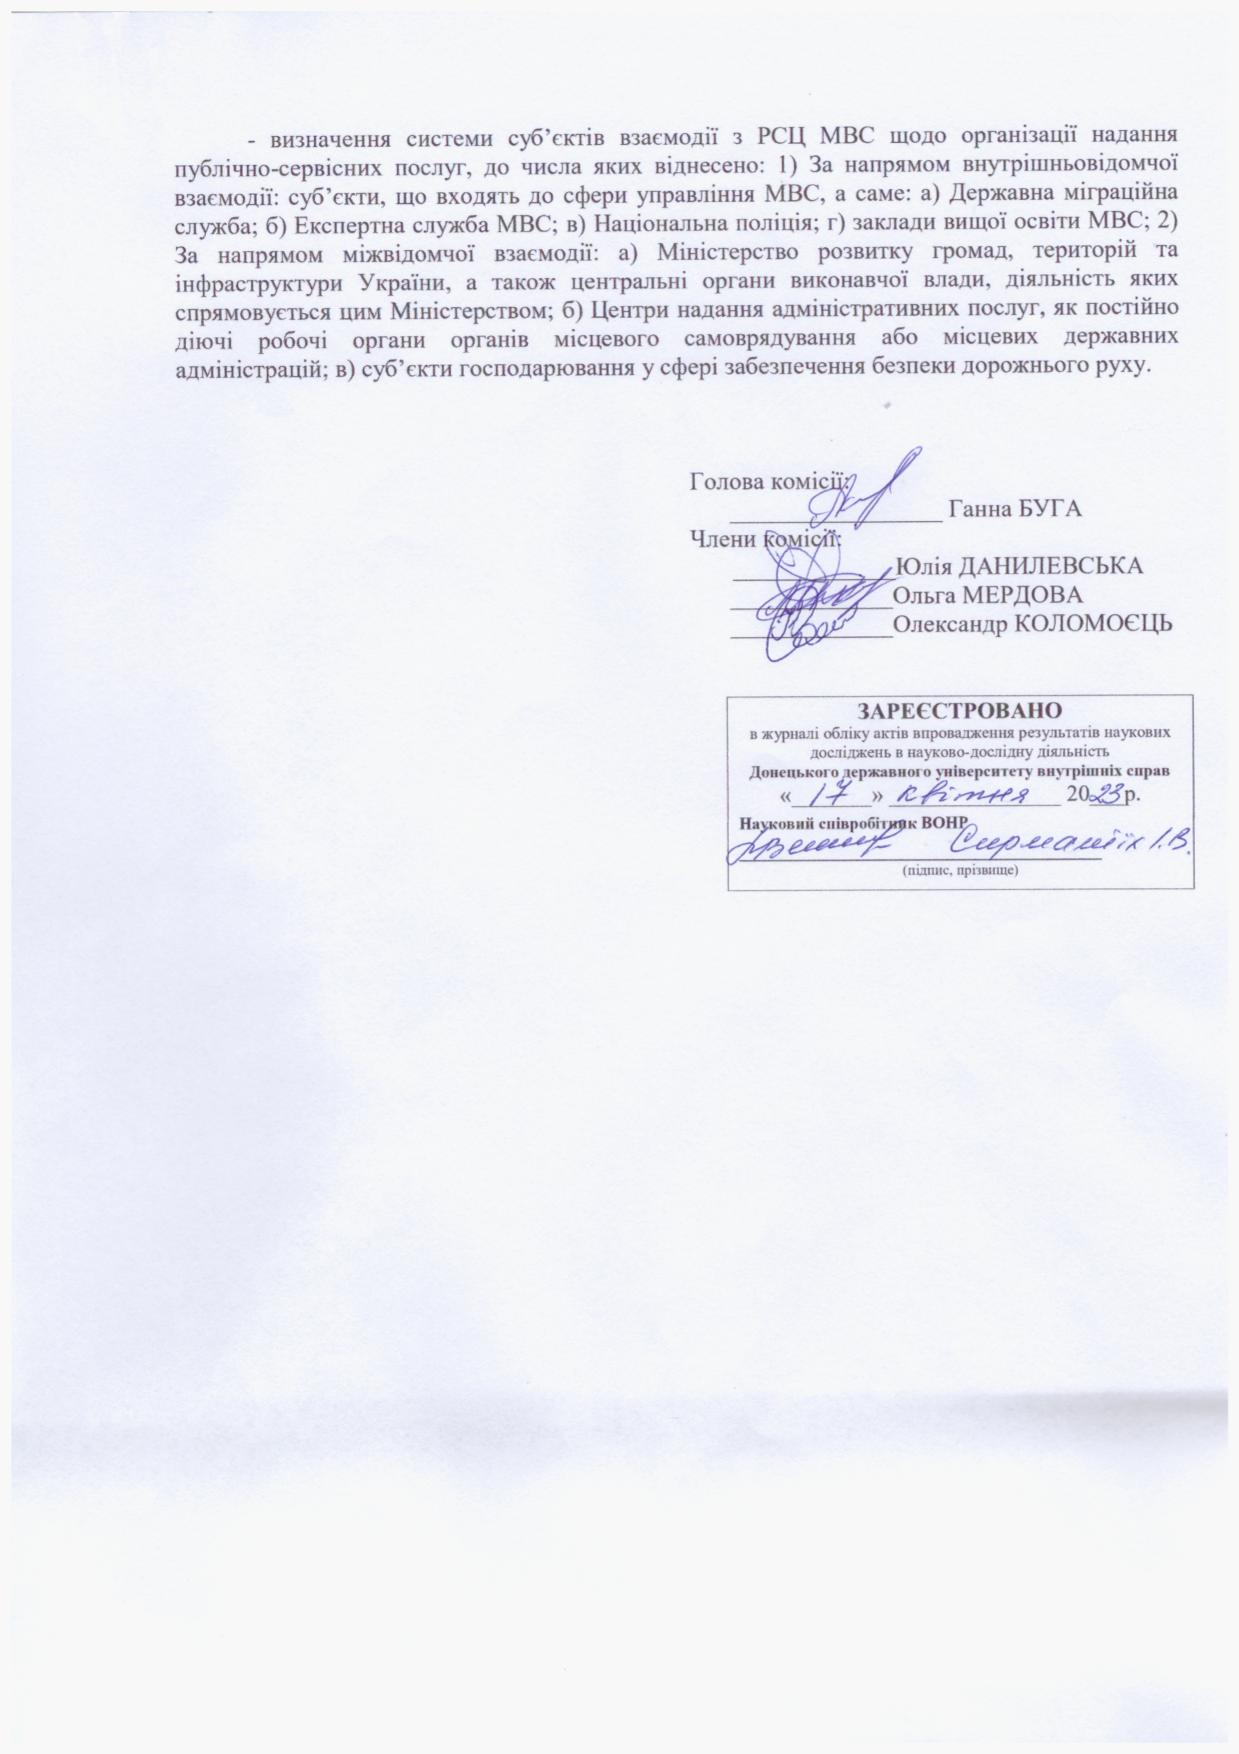 - визначення системи суб’єктів взаємодії з РСЦ МВС щодо організації надання
публічно-сервісних послуг, до числа яких віднесено: 1) За напрямом внутрішньовідомчої
взаємодії: суб’єкти, що входять до сфери управління МВС, а саме: а) Державна міграційна
служба; б) Експертна служба МВС; в) Національна поліція; г) заклади вищої освіти МВС; 2)
За напрямом міжвідомчої взаємодії: а) Міністерство розвитку громад, територій та
інфраструктури України, а також центральні органи виконавчої влади, діяльність яких
спрямовується цим Міністерством; б) Центри надання адміністративних послуг, як постійно
діючі робочі органи органів місцевого самоврядування або місцевих державних
адміністрацій; в) суб’єкти господарювання у сфері забезпечення безпеки дорожнього руху.
Голова комісії:
Ганна БУГА
Члени комісії:
Юлія ДАНИЛЕВСЬКА
Ольга МЕРДОВА
Олександр КОЛОМОЄЦЬ
ЗАРЕЄСТРОВАНО
в журналі обліку актів впровадження результатів наукових
досліджень в науково-дослідну діяльність
Донецького державного університету внутрішніх справ
«17» квітня 2023р.
Науковий співробітник ВОНР
І.В.
(підпис, прізвище)